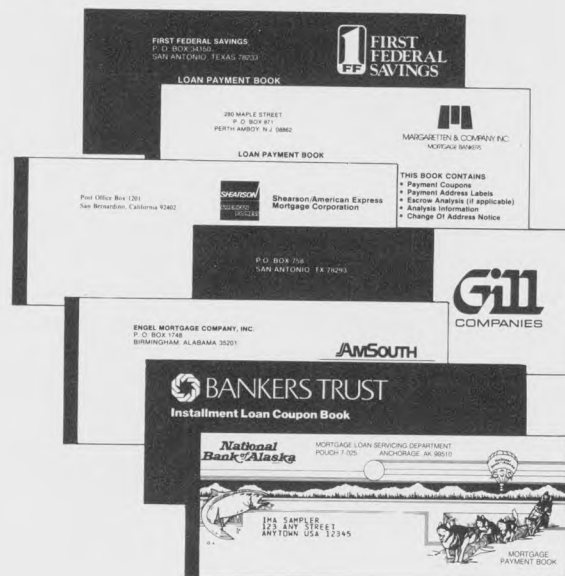 FIRST FEDERAL SAVINGS
P. O. BOX 34150
SAN ANTONIO, TEXAS 78233
1
FF
FIRST
FEDERAL
SAVINGS
LOAN PAYMENT BOOK
280 MAPLE STREET
P. O. BOX 871
PERTH AMBOY, N.J. 08862
MARGARETTEN & COMPANY INC
MORTGAGE BANKERS
LOAN PAYMENT BOOK
THIS BOOK CONTAINS
• Payment Coupons
• Payment Address Labels
• Escrow Analysis (if applicable)
• Analysis Information
• Change Of Address Notice
Post Office Box 1201
San Bernardino, California 92402
SHEARSON
Shearson/American Express
Mortgage Corporation
P. O. BOX 758
SAN ANTONIO, TX 78293
Gill
COMPANIES
ENGEL MORTGAGE COMPANY, INC.
P. O. BOX 1748
BIRMINGHAM, ALABAMA 35201
AMSOUTH
BANKERS TRUST
Installment Loan Coupon Book
National
Bank of Alaska
MORTGAGE LOAN SERVICING DEPARTMENT
POUCH 7-025 ANCHORAGE, AK 99510
IMA SAMPLER
123 ANY STREET
ANYTOWN USA 12345
MORTGAGE
PAYMENT BOOK